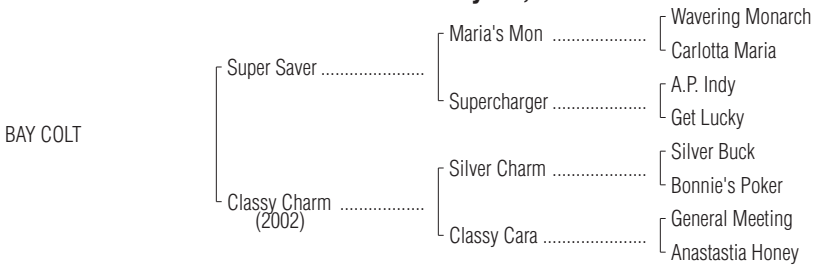 Wavering Monarch
Maria's Mon ....................
Carlotta Maria
Super Saver ......................
A.P. Indy
Supercharger ....................
Get Lucky
BAY COLT
Silver Buck
Silver Charm ....................
Bonnie's Poker
Classy Charm ..................
(2002)
General Meeting
Classy Cara ......................
Anastastia Honey